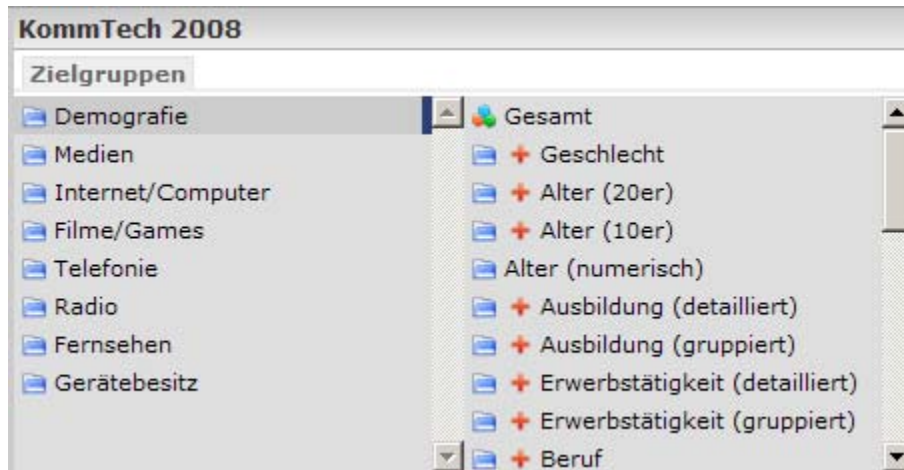 KommTech 2008
Zielgruppen
Demografie
Medien
Internet/Computer
Filme/Games
Telefonie
Radio
Fernsehen
Gerätebesitz
Gesamt
Geschlecht
Alter (20er)
Alter (10er)
Alter (numerisch)
Ausbildung (detailliert)
Ausbildung (gruppiert)
Erwerbstätigkeit (detailliert)
Erwerbstätigkeit (gruppiert)
Beruf